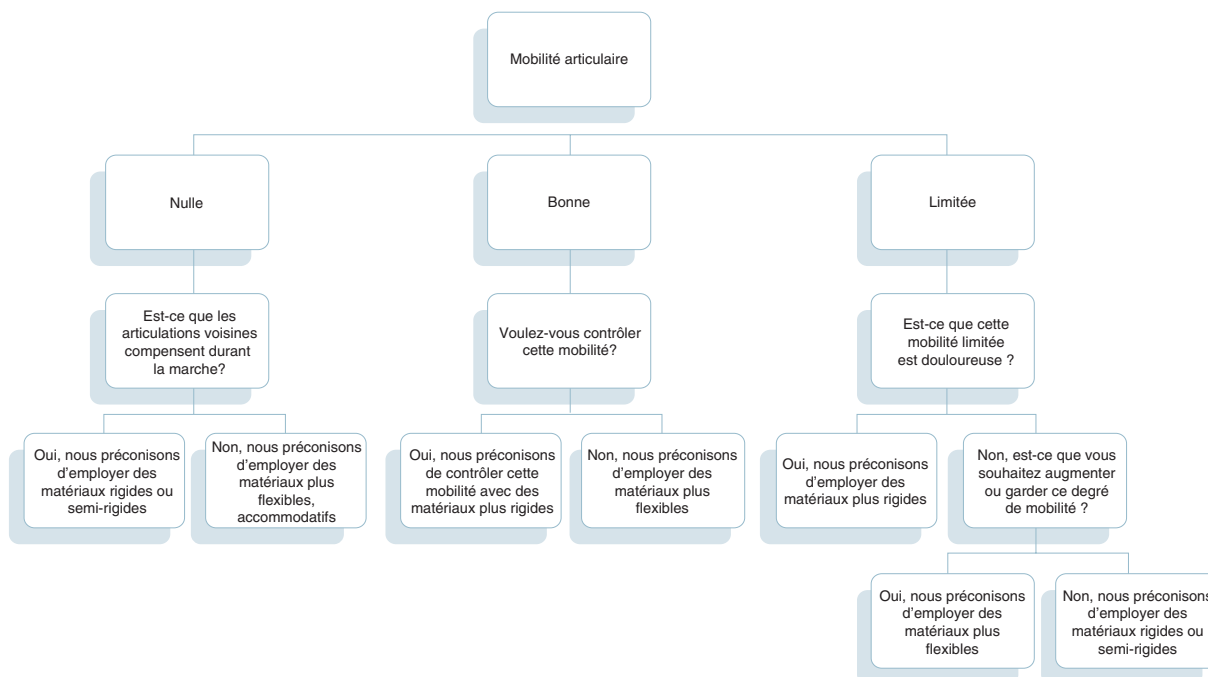 Mobilité articulaire
Nulle
Bonne
Limitée
Est-ce que les
articulations voisines
compensent durant
la marche?
Voulez-vous contrôler
cette mobilité?
Est-ce que cette
mobilité limitée
est douloureuse ?
Oui, nous préconisons
d'employer des
matériaux rigides ou
semi-rigides
Non, nous préconisons
d'employer des
matériaux plus
flexibles,
accommodatifs
Oui, nous préconisons
de contrôler cette
mobilité avec des
matériaux plus rigides
Non, nous préconisons
d'employer des
matériaux plus
flexibles
Oui, nous préconisons
d'employer des
matériaux plus rigides
Non, est-ce que vous
souhaitez augmenter
ou garder ce degré
de mobilité ?
Oui, nous préconisons
d'employer des
matériaux plus
flexibles
Non, nous préconisons
d'employer des
matériaux rigides ou
semi-rigides